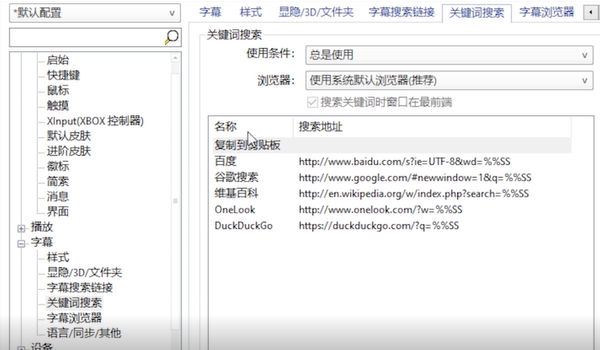 *默认配置
启始
快捷键
鼠标
触摸
XInput(XBOX 控制器)
默认皮肤
进阶皮肤
徽标
简素
消息
界面
播放
字幕
样式
显隐/3D/文件夹
字幕搜索链接
关键词搜索
字幕浏览器
语言/同步/其他
设备
字幕 样式 显隐/3D/文件夹 字幕搜索链接 关键词搜索 字幕浏览器
关键词搜索
使用条件: 总是使用
浏览器: 使用系统默认浏览器(推荐)
搜索关键词时窗口在最前端
名称 搜索地址
复制到剪贴板
百度 http://www.baidu.com/s?ie=UTF-8&wd=%%SS
谷歌搜索 http://www.google.com/#newwindow=1&q=%%SS
维基百科 http://en.wikipedia.org/w/index.php?search=%%SS
OneLook http://www.onelook.com/?w=%%SS
DuckDuckGo https://duckduckgo.com/?q=%%SS